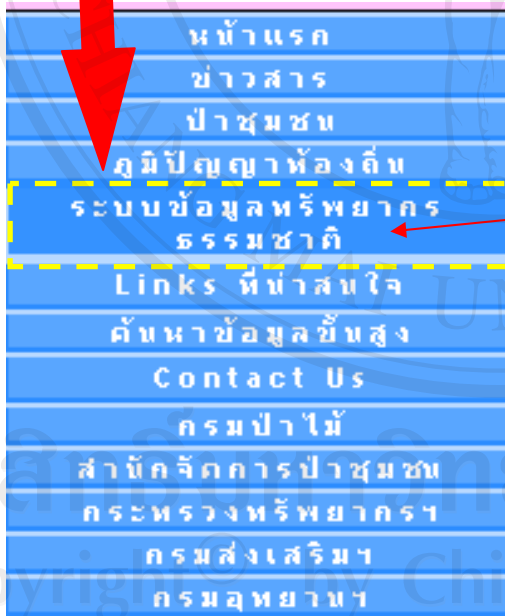 หน้าแรก
ข่าวสาร
ป่าชุมชน
ภูมิปัญญาท้องถิ่น
ระบบข้อมูลทรัพยากร
ธรรมชาติ
Links ที่น่าสนใจ
ค้นหาข้อมูลขั้นสูง
Contact Us
กรมป่าไม้
สำนักจัดการป่าชุมชน
กระทรวงทรัพยากรฯ
กรมส่งเสริมฯ
กรมอุทยานฯ